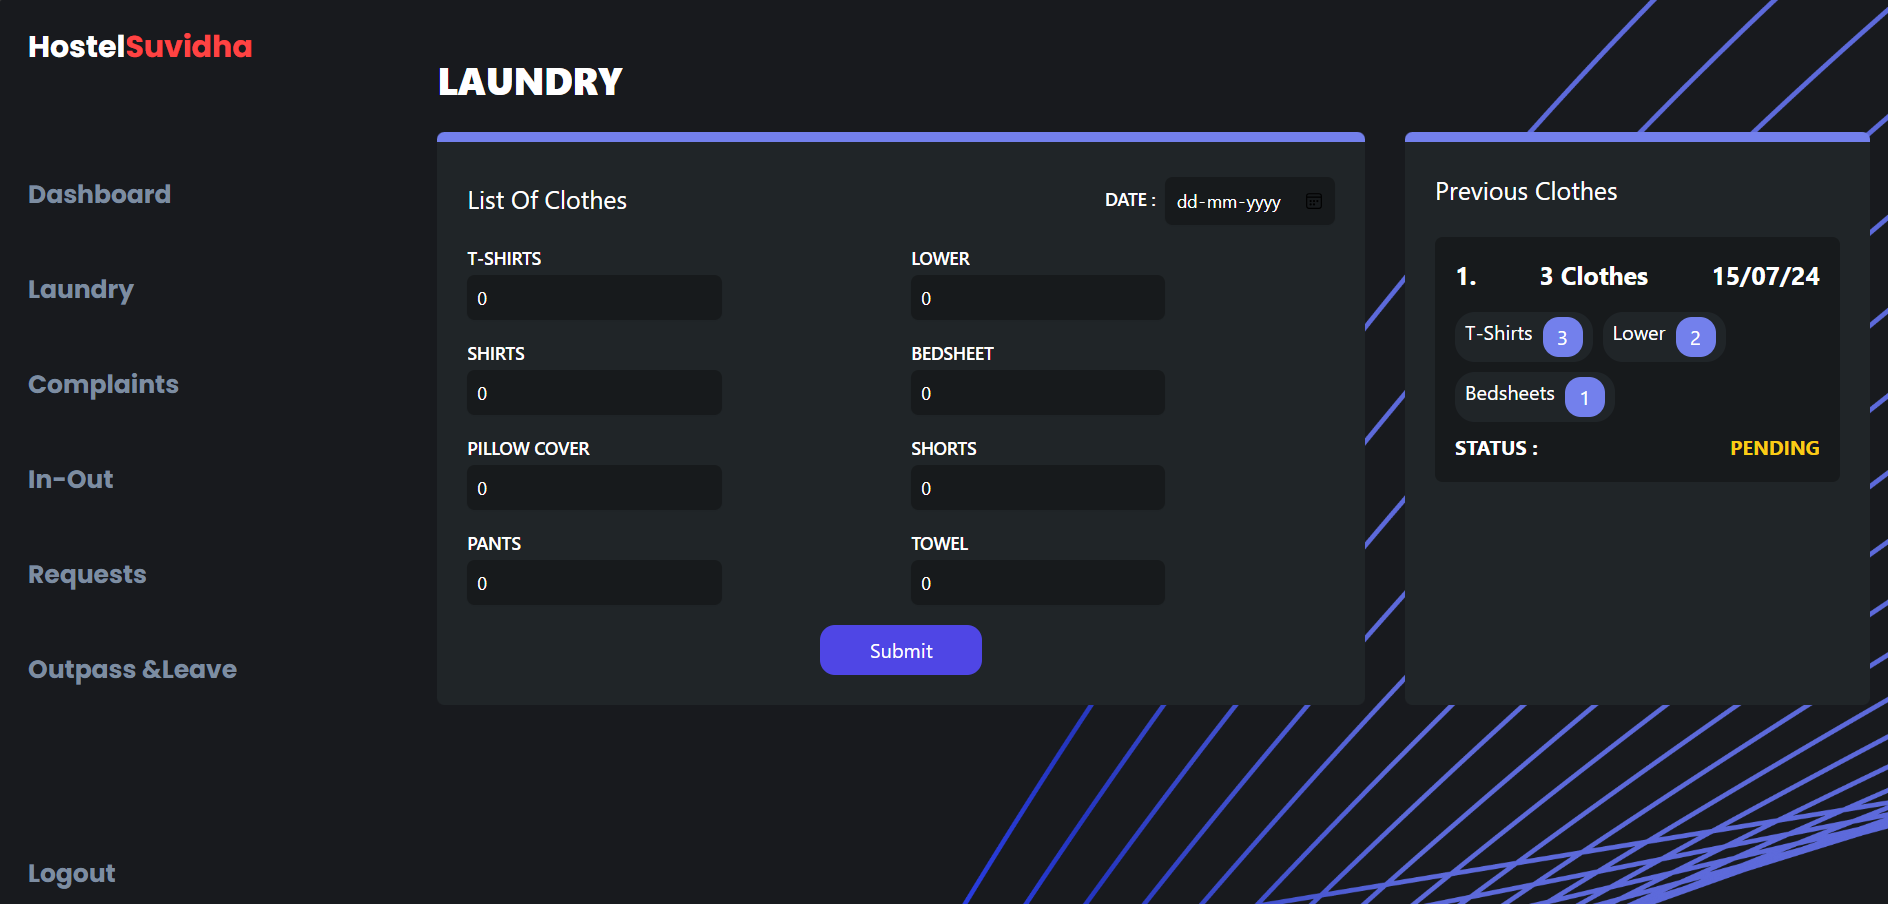 HostelSuvidha
Dashboard
Laundry
Complaints
In-Out
Requests
Outpass &Leave
Logout
LAUNDRY
List Of Clothes
DATE : dd-mm-yyyy
T-SHIRTS
0
LOWER
0
SHIRTS
0
BEDSHEET
0
PILLOW COVER
0
SHORTS
0
PANTS
0
TOWEL
0
Submit
Previous Clothes
1. 3 Clothes 15/07/24
T-Shirts 3 Lower 2
Bedsheets 1
STATUS : PENDING